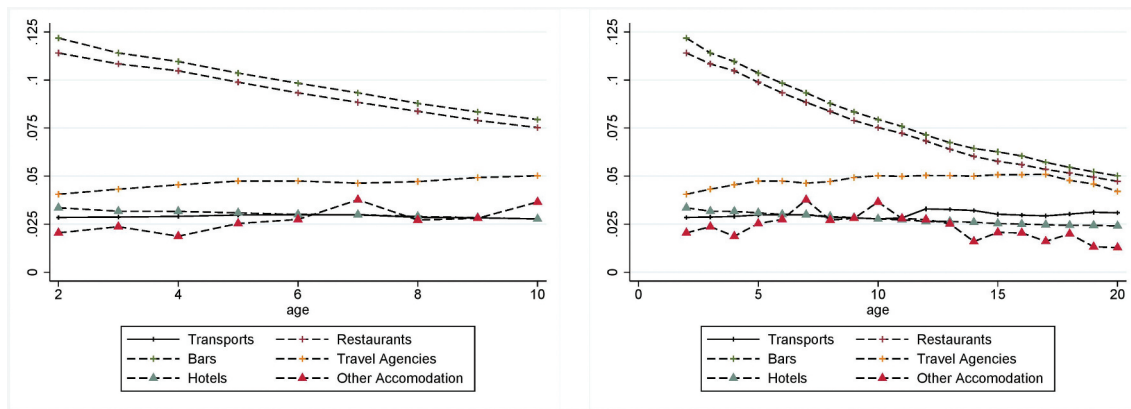 .125
.1
.075
.05
.025
0
2 4 6 8 10
age
Transports Restaurants
Bars Travel Agencies
Hotels Other Accomodation
.125
.1
.075
.05
.025
0
0 5 10 15 20
age
Transports Restaurants
Bars Travel Agencies
Hotels Other Accomodation